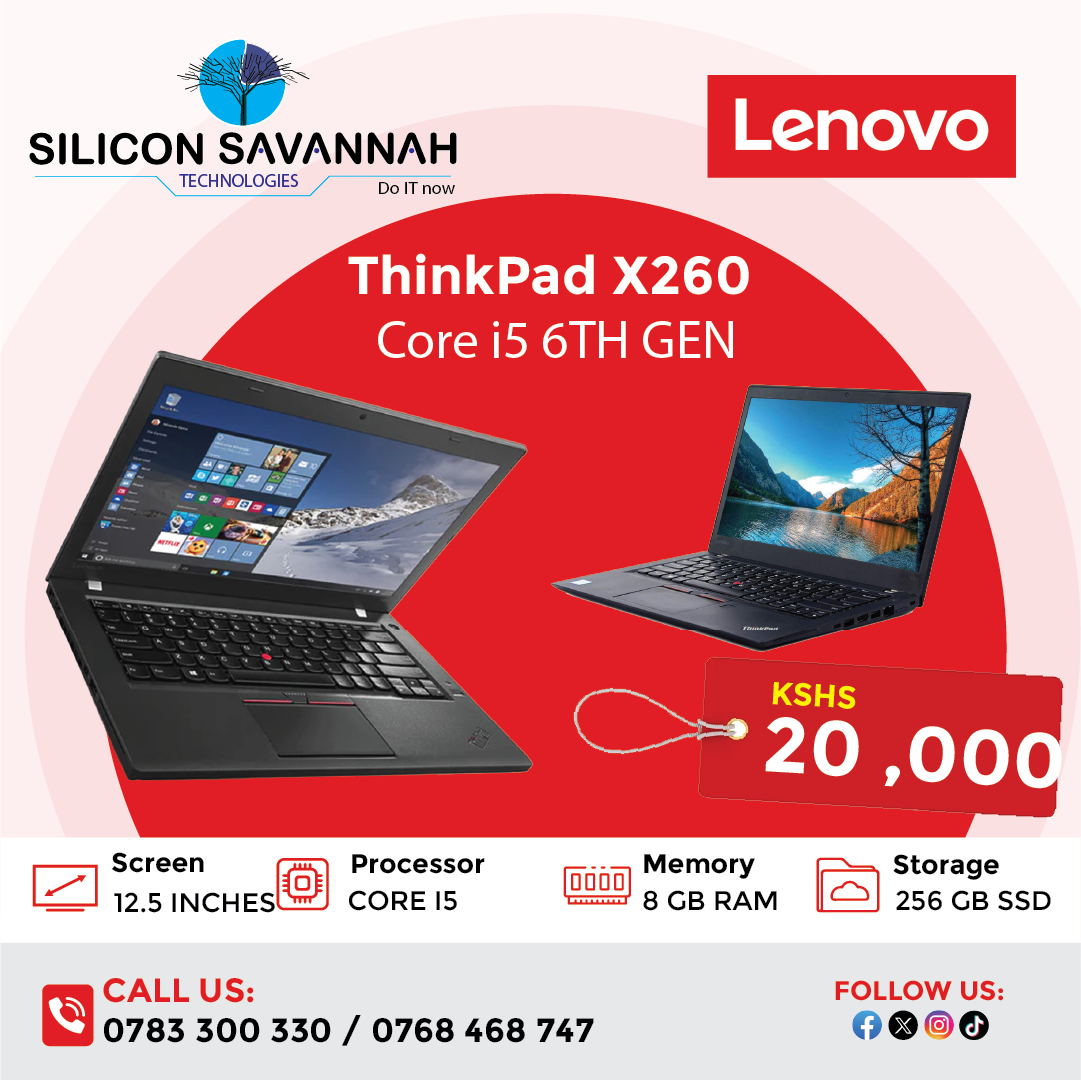 SILICON SAVANNAH
TECHNOLOGIES
Do IT now
Lenovo
ThinkPad X260
Core i5 6TH GEN
NETFLIX
ThinkPad
KSHS
20 ,000
Screen
12.5 INCHES
Processor
CORE I5
Memory
8 GB RAM
Storage
256 GB SSD
CALL US:
0783 300 330 / 0768 468 747
FOLLOW US: